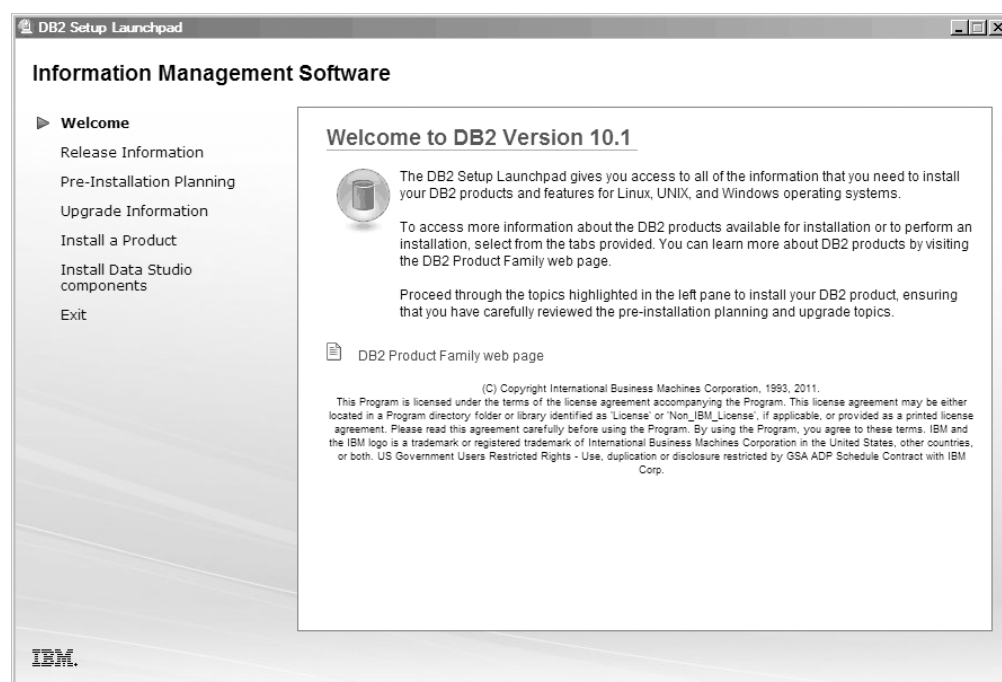 DB2 Setup Launchpad
Information Management Software
Welcome
Release Information
Pre-Installation Planning
Upgrade Information
Install a Product
Install Data Studio
components
Exit
Welcome to DB2 Version 10.1
The DB2 Setup Launchpad gives you access to all of the information that you need to install
your DB2 products and features for Linux, UNIX, and Windows operating systems.
To access more information about the DB2 products available for installation or to perform an
installation, select from the tabs provided. You can learn more about DB2 products by visiting
the DB2 Product Family web page.
Proceed through the topics highlighted in the left pane to install your DB2 product, ensuring
that you have carefully reviewed the pre-installation planning and upgrade topics.
DB2 Product Family web page
(C) Copyright International Business Machines Corporation, 1993, 2011.
This Program is licensed under the terms of the license agreement accompanying the Program. This license agreement may be either
located in a Program directory folder or library identified as 'License' or 'Non_IBM_License', if applicable, or provided as a printed license
agreement. Please read this agreement carefully before using the Program. By using the Program, you agree to these terms. IBM and
the IBM logo is a trademark or registered trademark of International Business Machines Corporation in the United States, other countries,
or both. US Government Users Restricted Rights - Use, duplication or disclosure restricted by GSA ADP Schedule Contract with IBM
Corp.
IBM.